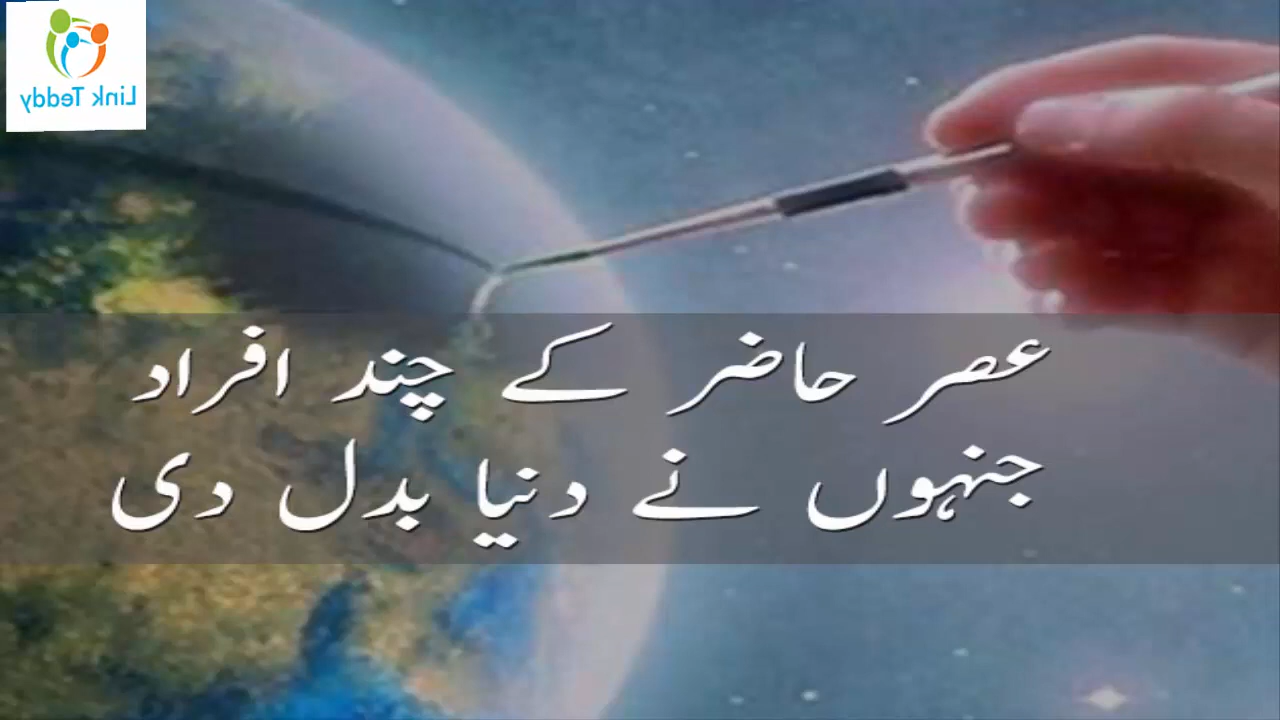 Link Teddy
عصر حاضر کے چند افراد
جنہوں نے دنیا بدل دی